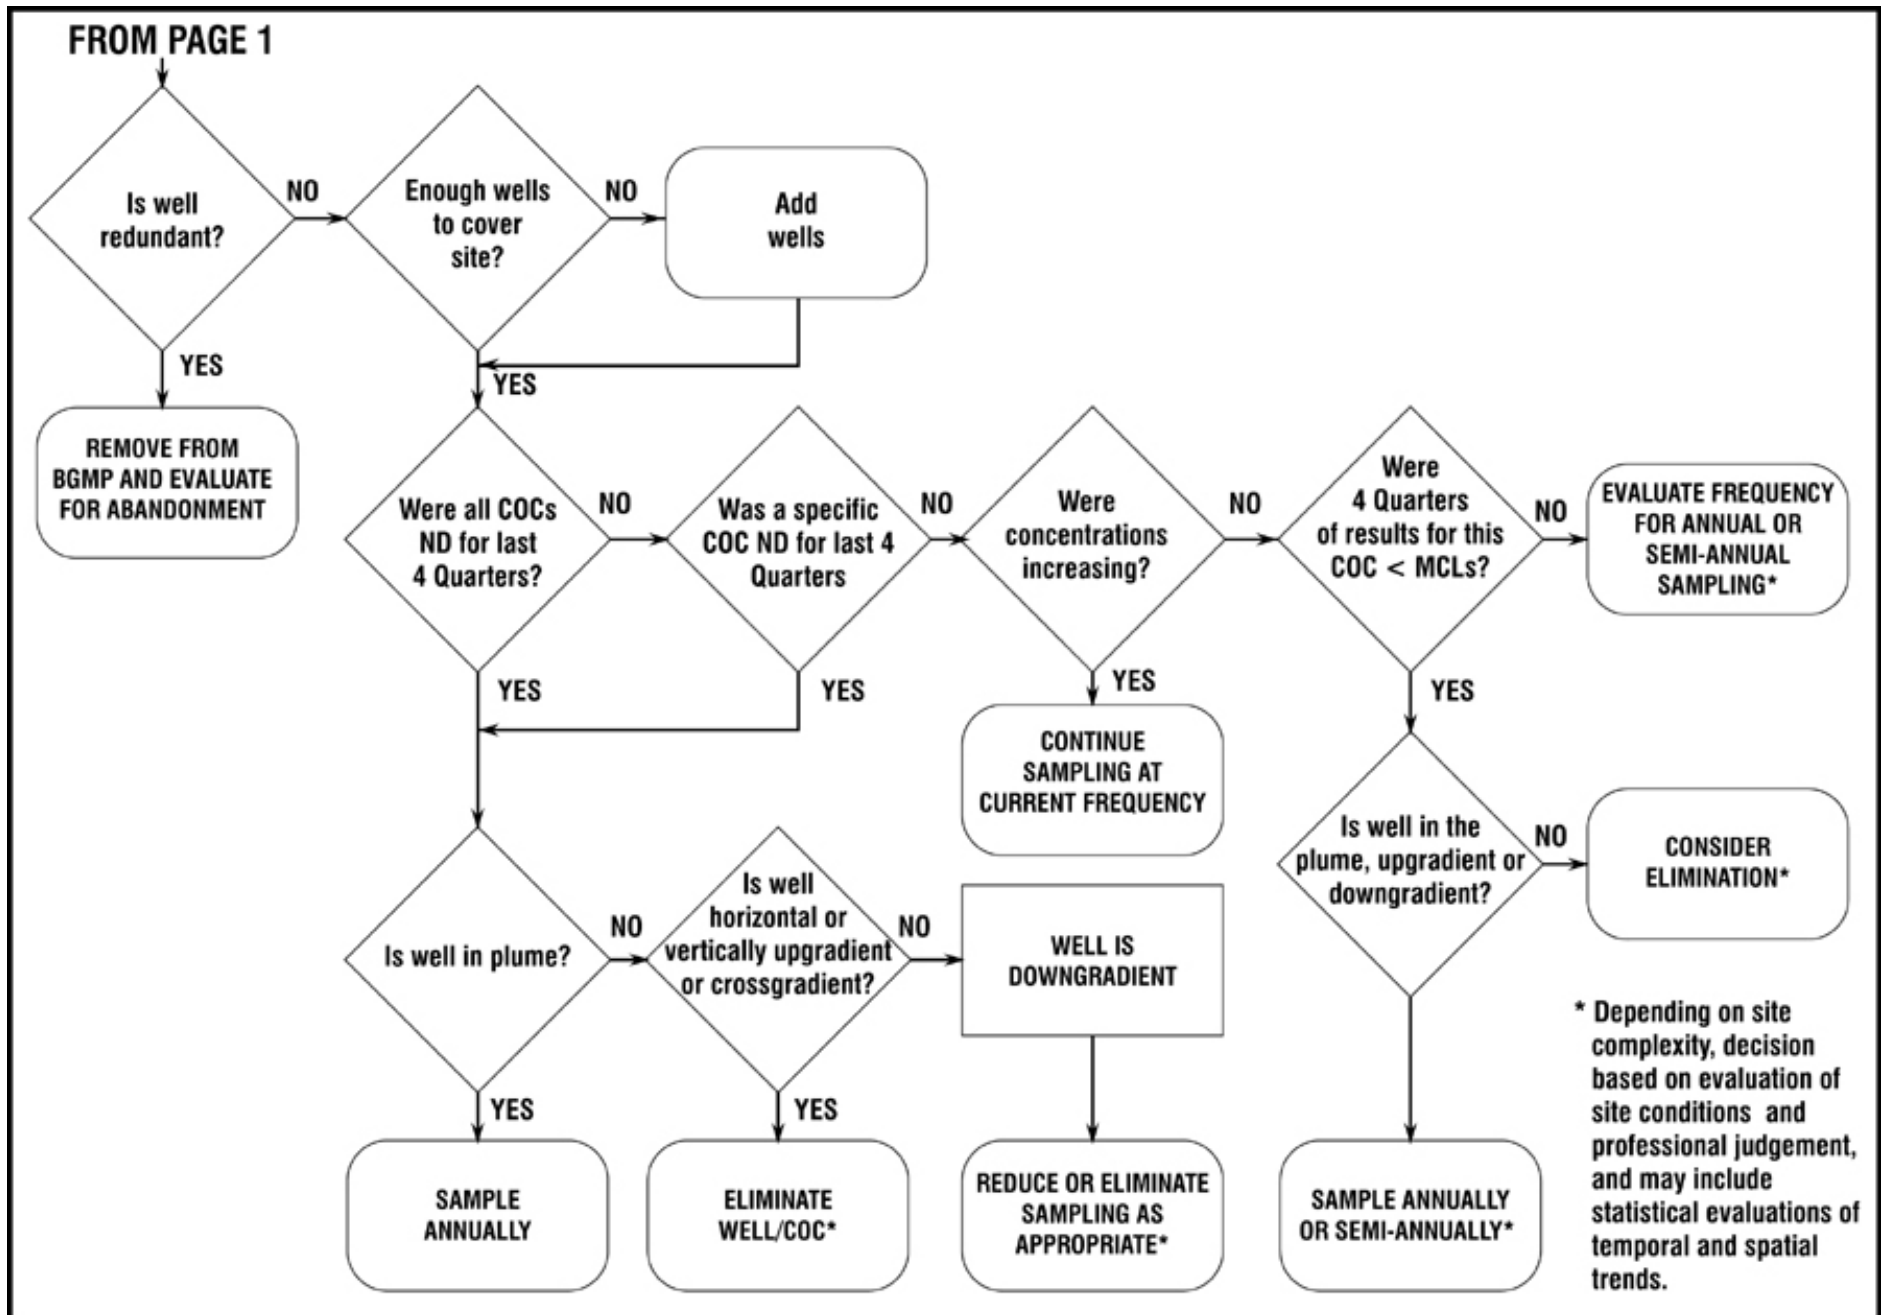 FROM PAGE 1
Is well
redundant?
NO
Enough wells
to cover
site?
NO
Add
wells
YES
YES
REMOVE FROM
BGMP AND EVALUATE
FOR ABANDONMENT
Were all COCs
ND for last
4 Quarters?
NO
Was a specific
COC ND for last 4
Quarters
NO
Were
concentrations
increasing?
NO
Were
4 Quarters
of results for this
COC < MCLs?
NO
EVALUATE FREQUENCY
FOR ANNUAL OR
SEMI-ANNUAL
SAMPLING*
YES
YES
YES
YES
CONTINUE
SAMPLING AT
CURRENT FREQUENCY
Is well in the
plume, upgradient or
downgradient?
NO
CONSIDER
ELIMINATION*
Is well in plume?
NO
Is well
horizontal or
vertically upgradient
or crossgradient?
NO
WELL IS
DOWNGRADIENT
YES
YES
SAMPLE
ANNUALLY
ELIMINATE
WELL/COC*
REDUCE OR ELIMINATE
SAMPLING AS
APPROPRIATE*
SAMPLE ANNUALLY
OR SEMI-ANNUALLY*
* Depending on site
complexity, decision
based on evaluation of
site conditions and
professional judgement,
and may include
statistical evaluations of
temporal and spatial
trends.